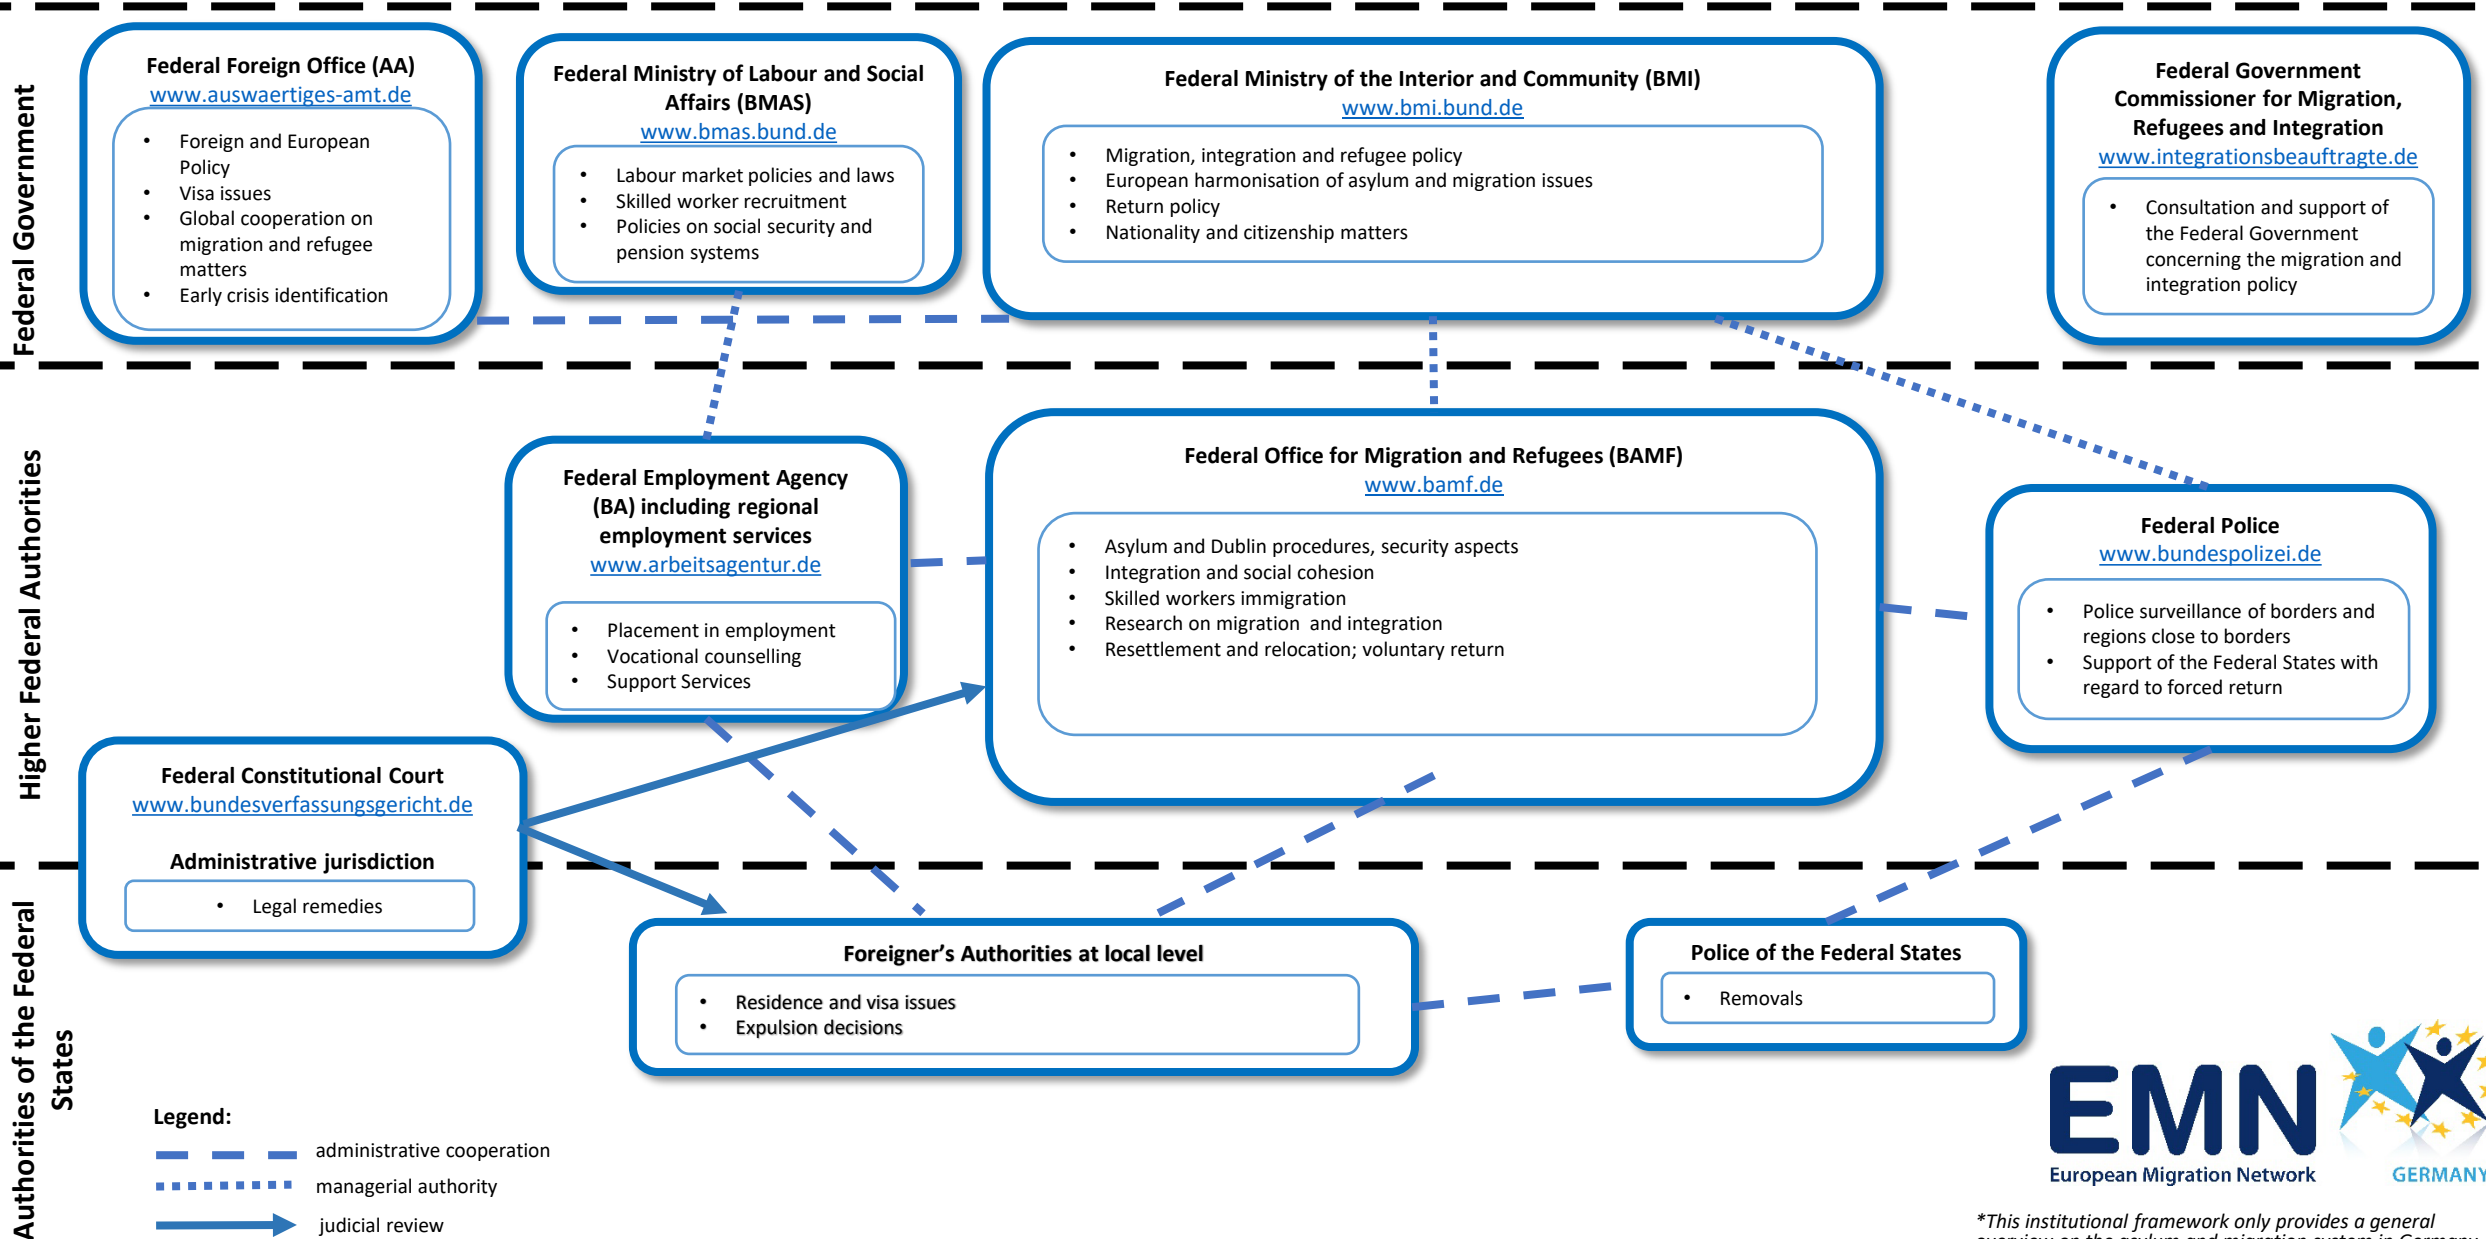 Federal Government
Federal Foreign Office (AA)
www.auswaertiges-amt.de
• Foreign and European
Policy
• Visa issues
• Global cooperation on
migration and refugee
matters
• Early crisis identification
Federal Ministry of Labour and Social
Affairs (BMAS)
www.bmas.bund.de
• Labour market policies and laws
• Skilled worker recruitment
• Policies on social security and
pension systems
Federal Ministry of the Interior and Community (BMI)
www.bmi.bund.de
• Migration, integration and refugee policy
• European harmonisation of asylum and migration issues
• Return policy
• Nationality and citizenship matters
Federal Government
Commissioner for Migration,
Refugees and Integration
www.integrationsbeauftragte.de
• Consultation and support of
the Federal Government
concerning the migration and
integration policy
Higher Federal Authorities
Federal Employment Agency
(BA) including regional
employment services
www.arbeitsagentur.de
• Placement in employment
• Vocational counselling
• Support Services
Federal Office for Migration and Refugees (BAMF)
www.bamf.de
• Asylum and Dublin procedures, security aspects
• Integration and social cohesion
• Skilled workers immigration
• Research on migration and integration
• Resettlement and relocation; voluntary return
Federal Police
www.bundespolizei.de
• Police surveillance of borders and
regions close to borders
• Support of the Federal States with
regard to forced return
Federal Constitutional Court
www.bundesverfassungsgericht.de
Administrative jurisdiction
• Legal remedies
Authorities of the Federal
States
Foreigner’s Authorities at local level
• Residence and visa issues
• Expulsion decisions
Police of the Federal States
• Removals
Legend:
administrative cooperation
managerial authority
judicial review
EMN
European Migration Network
GERMANY
*This institutional framework only provides a general
overview on the asylum and migration system in Germany